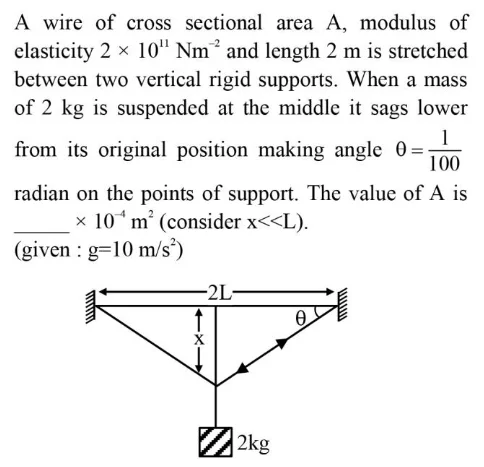 A wire of cross sectional area A, modulus of
elasticity 2 × 10¹¹ Nm⁻² and length 2 m is stretched
between two vertical rigid supports. When a mass
of 2 kg is suspended at the middle it sags lower
from its original position making angle θ = 1/100
radian on the points of support. The value of A is
_____ × 10⁻⁴ m² (consider x<<L).
(given : g=10 m/s²)
2L
θ
x
2kg